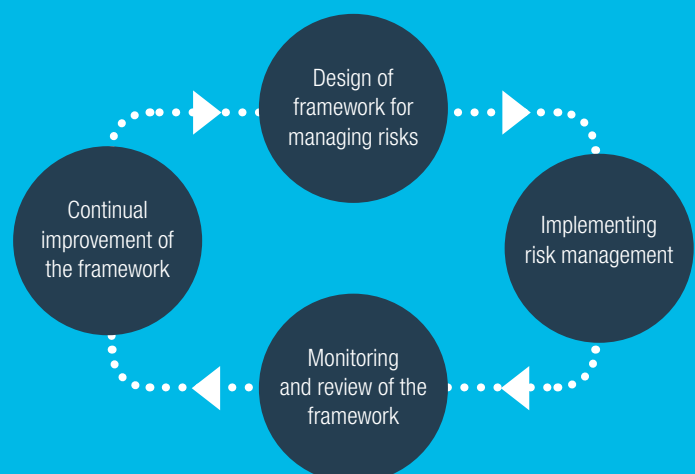 Design of
framework for
managing risks
Continual
improvement of
the framework
Implementing
risk management
Monitoring
and review of the
framework